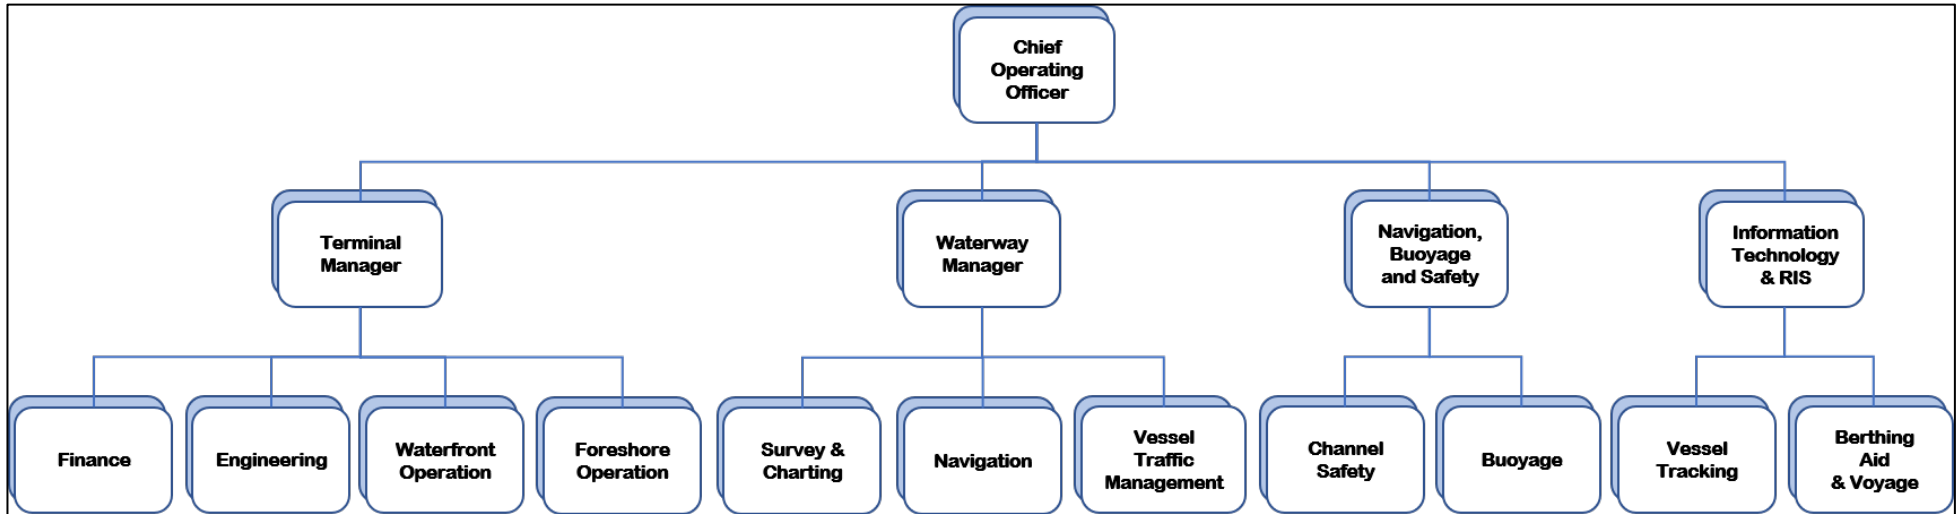 Chief
Operating
Officer
Terminal
Manager
Waterway
Manager
Navigation,
Buoyage
and Safety
Information
Technology
& RIS
Finance
Engineering
Waterfront
Operation
Foreshore
Operation
Survey &
Charting
Navigation
Vessel
Traffic
Management
Channel
Safety
Buoyage
Vessel
Tracking
Berthing
Aid
& Voyage